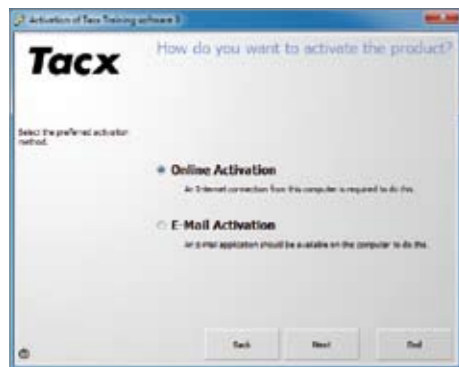 Activation of Tacx Training software 3
Tacx
How do you want to activate the product?
Select the preferred activation
method.
Online Activation
An Internet connection from this computer is required to do this.
E-Mail Activation
An e-mail application should be available on the computer to do this.
Back
Next
End